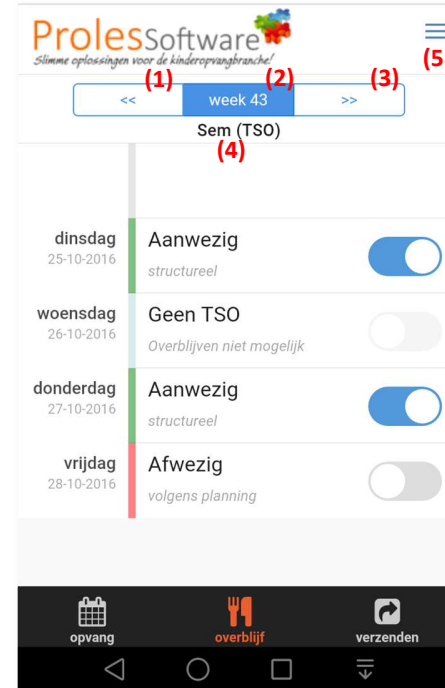 ProlesSoftware
Slimme oplossingen voor de kinderopvangbranche!
(5
(1) (2) (3)
<< week 43 >>
Sem (TSO)
(4)
dinsdag Aanwezig
25-10-2016 structureel
woensdag Geen TSO
26-10-2016 Overblijven niet mogelijk
donderdag Aanwezig
27-10-2016 structureel
vrijdag Afwezig
28-10-2016 volgens planning
opvang overblijf verzenden